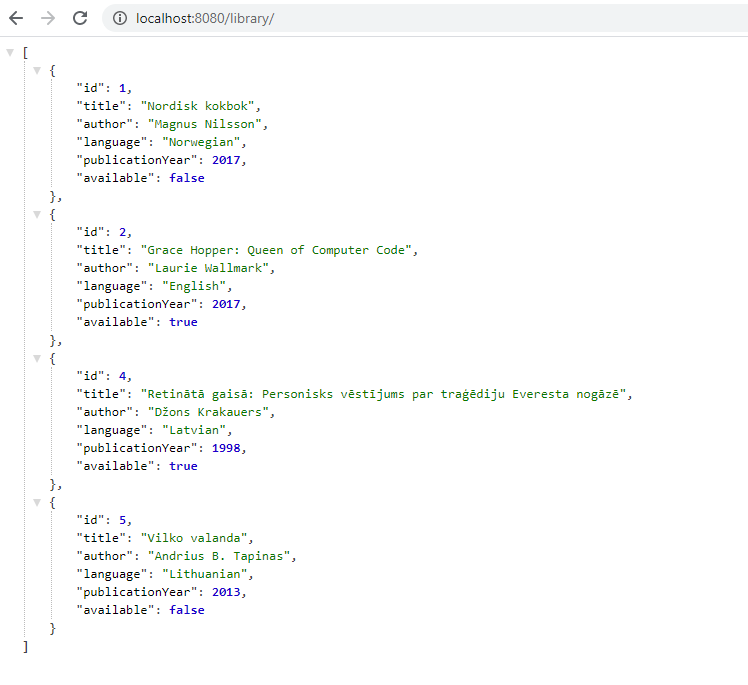 localhost:8080/library/
[
{
"id": 1,
"title": "Nordisk kokbok",
"author": "Magnus Nilsson",
"language": "Norwegian",
"publicationYear": 2017,
"available": false
},
{
"id": 2,
"title": "Grace Hopper: Queen of Computer Code",
"author": "Laurie Wallmark",
"language": "English",
"publicationYear": 2017,
"available": true
},
{
"id": 4,
"title": "Retinātā gaisā: Personisks vēstījums par traģēdiju Everesta nogāzē",
"author": "Džons Krakauers",
"language": "Latvian",
"publicationYear": 1998,
"available": true
},
{
"id": 5,
"title": "Vilko valanda",
"author": "Andrius B. Tapinas",
"language": "Lithuanian",
"publicationYear": 2013,
"available": false
}
]